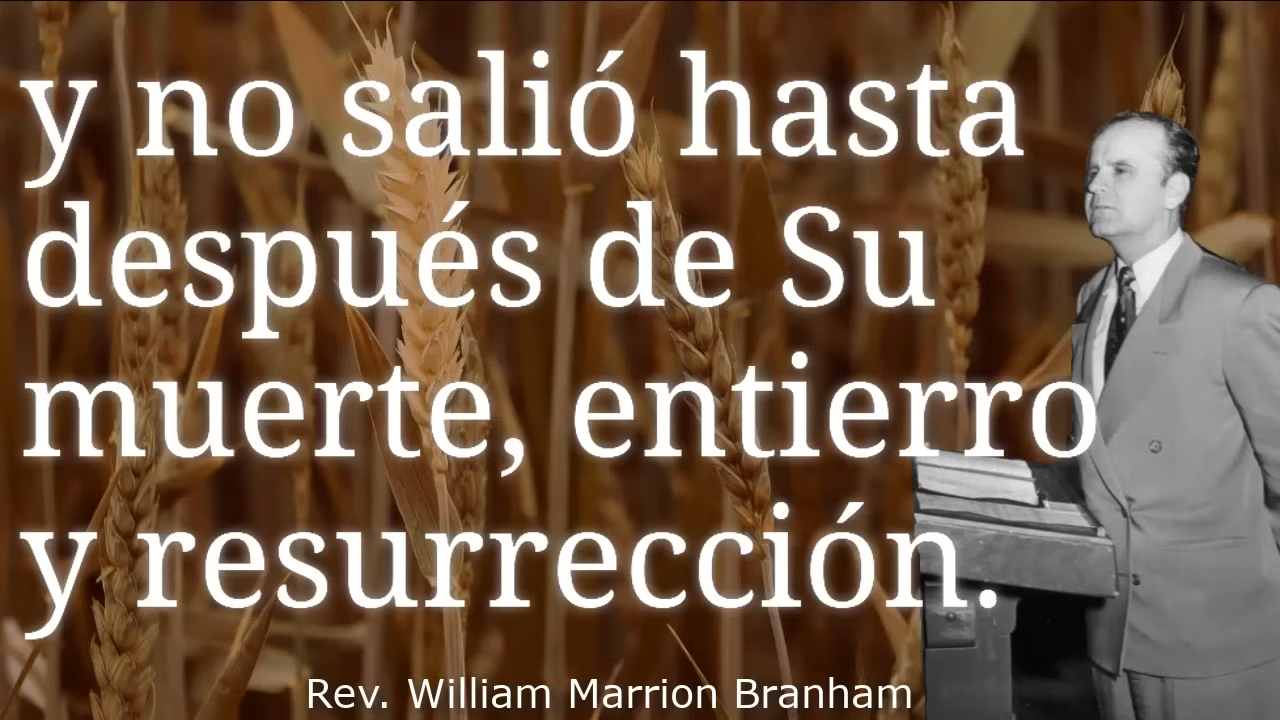 y no salió hasta
después de Su
muerte, entierro
y resurrección.
Rev. William Marrion Branham